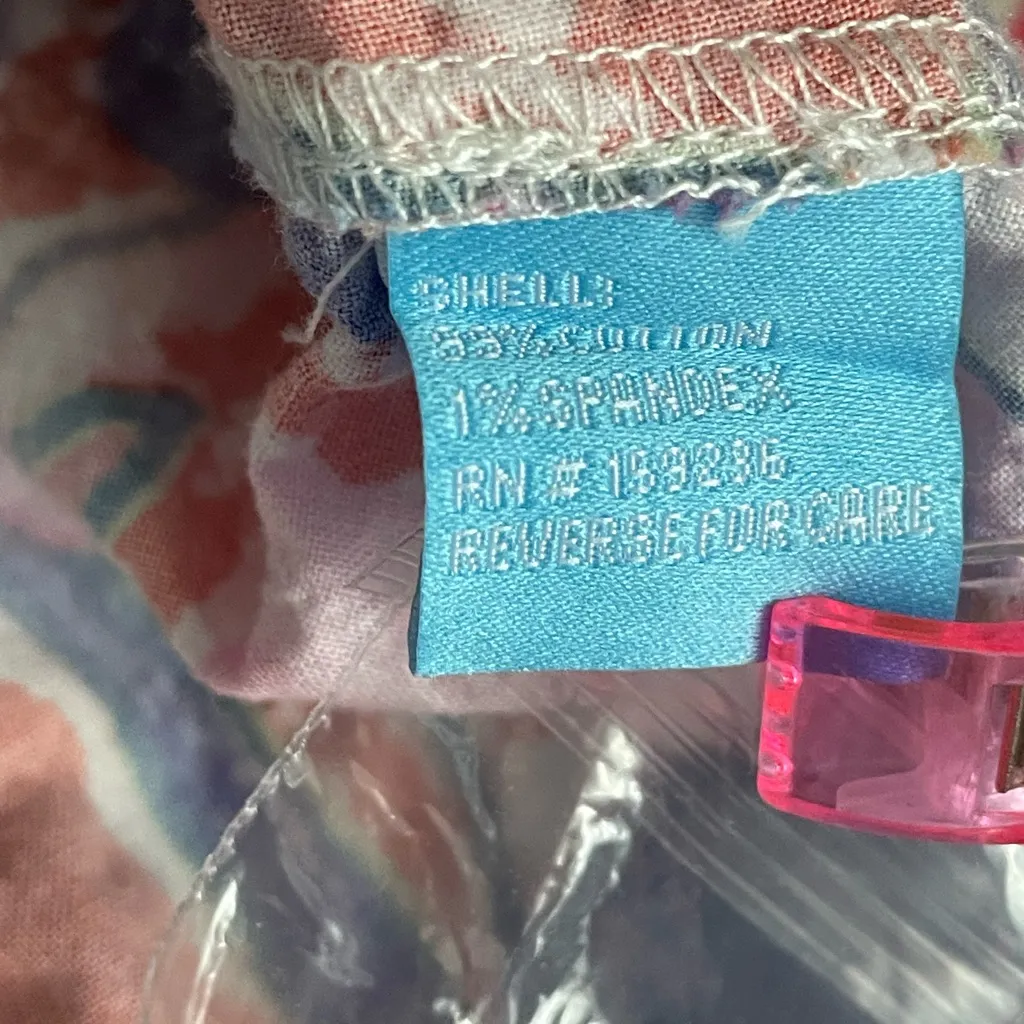 SHELL:
99%COTTON
1%SPANDEX
RN # 159236
REVERSE FOR CARE